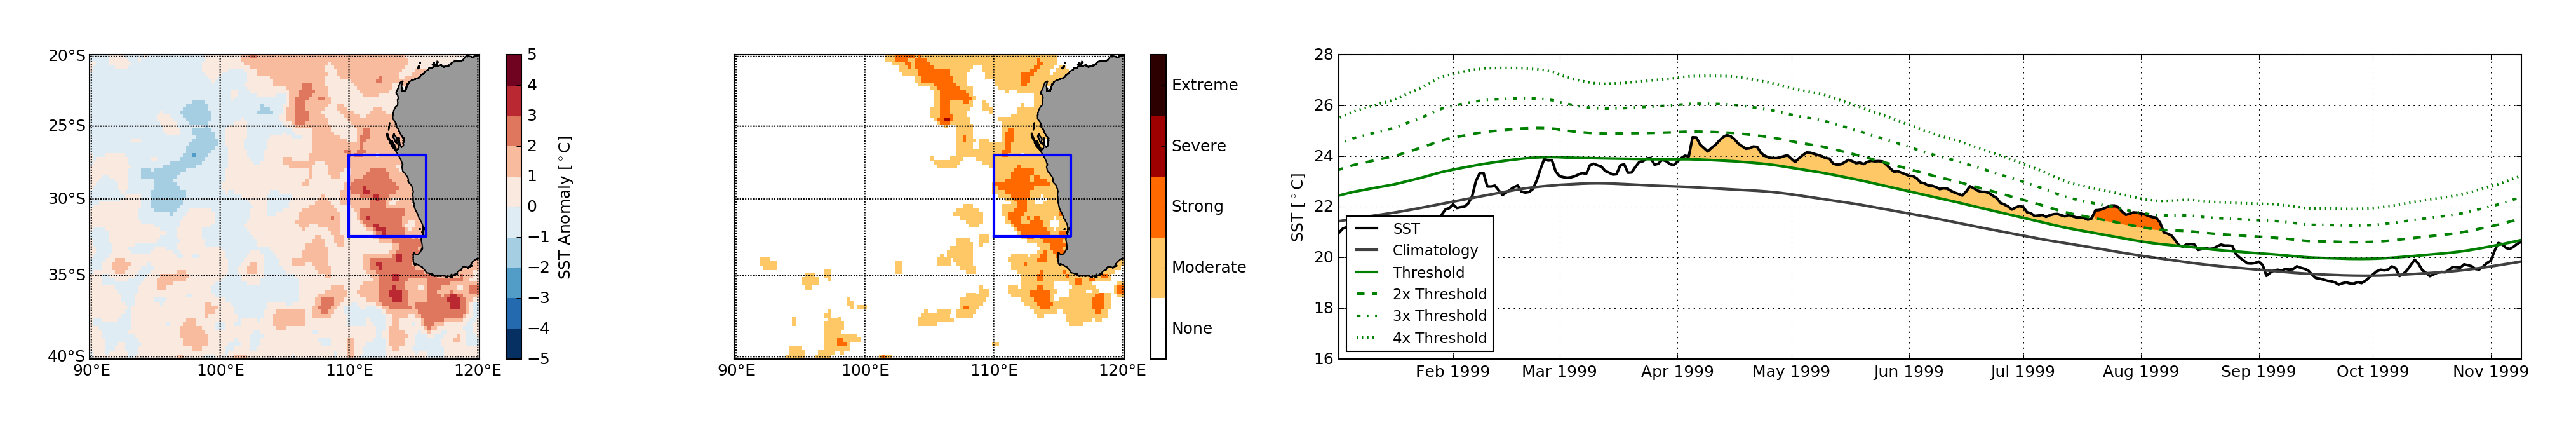 20°S
25°S
30°S
35°S
40°S
90°E 100°E 110°E 120°E
5
4
3
2
1
0
−1
−2
−3
−4
−5
SST Anomaly [°C]
90°E 100°E 110°E 120°E
Extreme
Severe
Strong
Moderate
None
SST [°C]
28
26
24
22
20
18
16
SST
Climatology
Threshold
2x Threshold
3x Threshold
4x Threshold
Feb 1999 Mar 1999 Apr 1999 May 1999 Jun 1999 Jul 1999 Aug 1999 Sep 1999 Oct 1999 Nov 1999